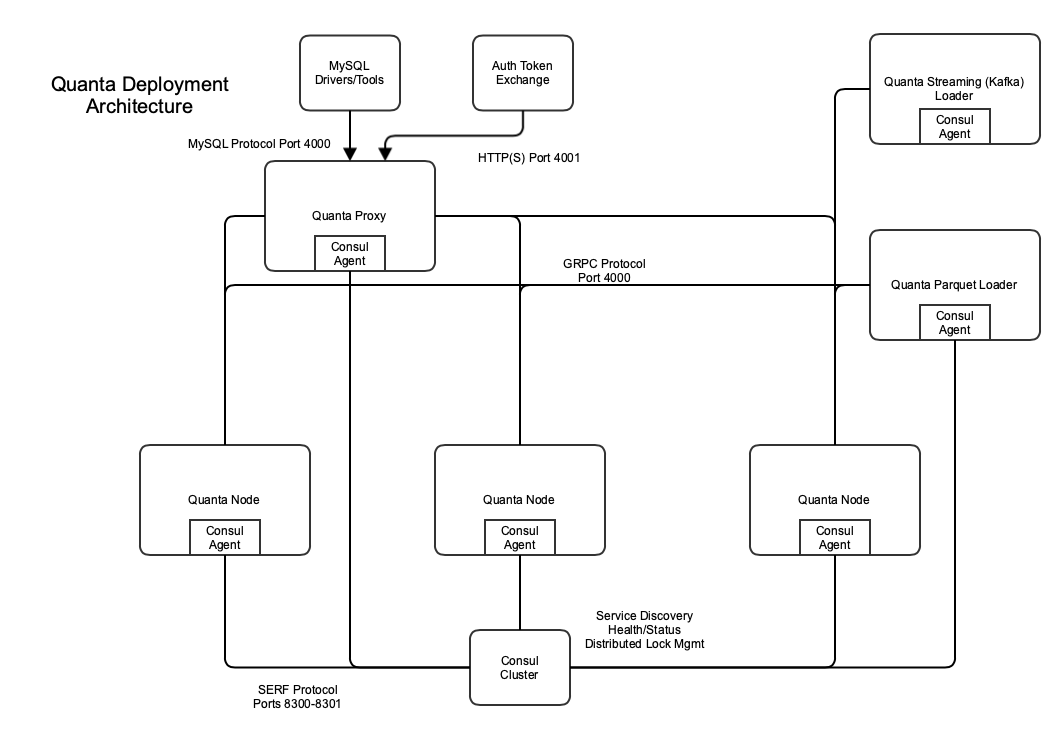 Quanta Deployment
Architecture
MySQL
Drivers/Tools
Auth Token
Exchange
Quanta Streaming (Kafka)
Loader
Consul
Agent
MySQL Protocol Port 4000
HTTP(S) Port 4001
Quanta Proxy
Consul
Agent
GRPC Protocol
Port 4000
Quanta Parquet Loader
Consul
Agent
Quanta Node
Consul
Agent
Quanta Node
Consul
Agent
Quanta Node
Consul
Agent
Service Discovery
Health/Status
Distributed Lock Mgmt
Consul
Cluster
SERF Protocol
Ports 8300-8301